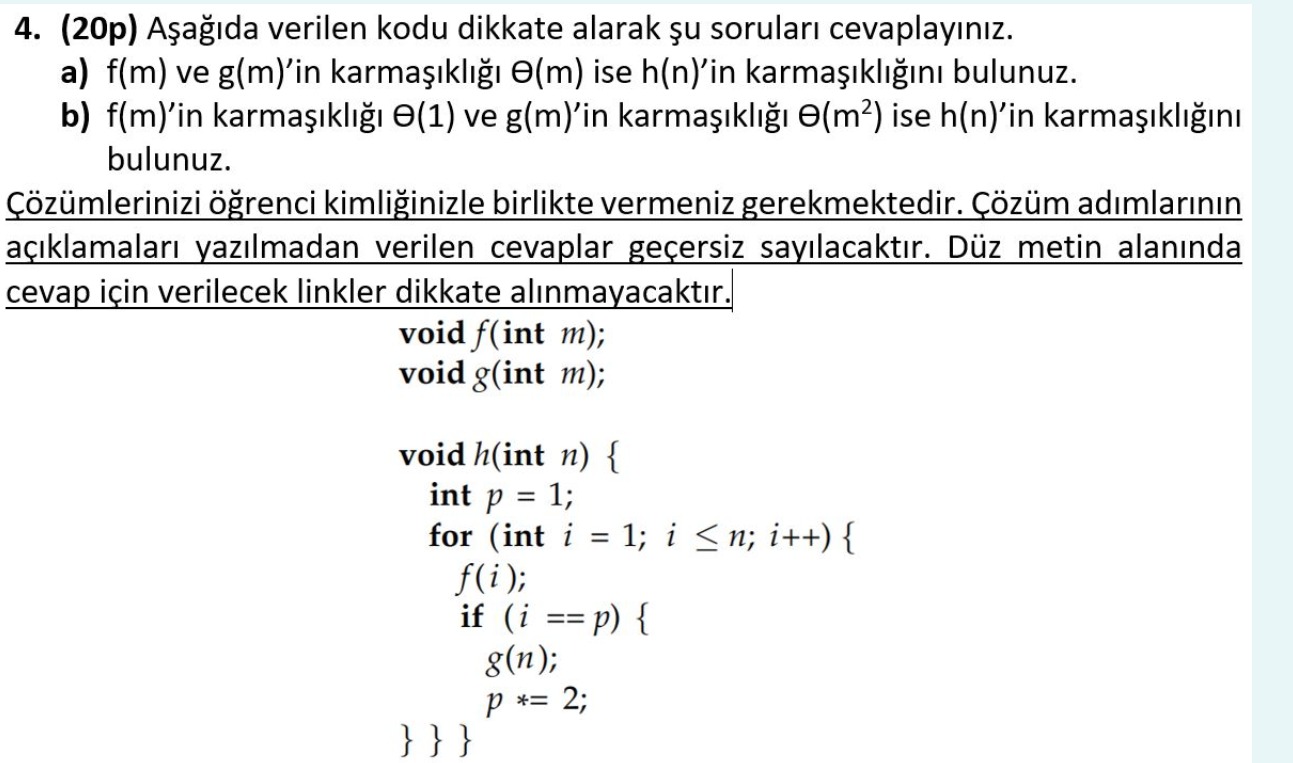 4. (20p) Aşağıda verilen kodu dikkate alarak şu soruları cevaplayınız.
a) f(m) ve g(m)’in karmaşıklığı Ɵ(m) ise h(n)’in karmaşıklığını bulunuz.
b) f(m)’in karmaşıklığı Ɵ(1) ve g(m)’in karmaşıklığı Ɵ(m²) ise h(n)’in karmaşıklığını
bulunuz.
Çözümlerinizi öğrenci kimliğinizle birlikte vermeniz gerekmektedir. Çözüm adımlarının
açıklamaları yazılmadan verilen cevaplar geçersiz sayılacaktır. Düz metin alanında
cevap için verilecek linkler dikkate alınmayacaktır.
void f(int m);
void g(int m);
void h(int n) {
int p = 1;
for (int i = 1; i ≤ n; i++) {
f(i);
if (i == p) {
g(n);
p *= 2;
} } }